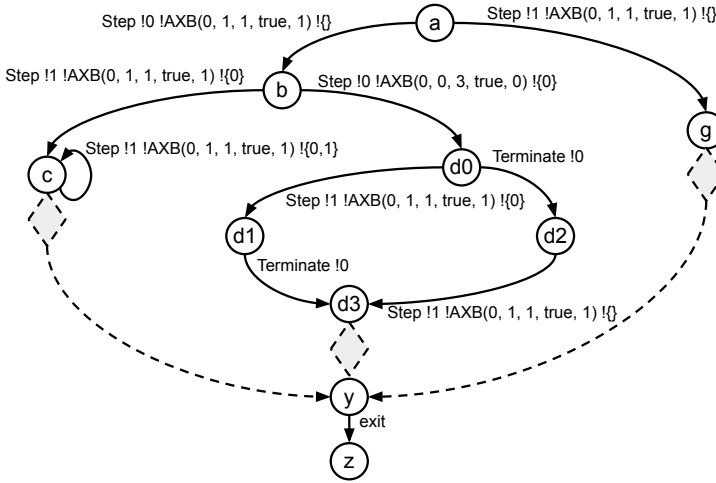 a
Step !0 !AXB(0, 1, 1, true, 1) !{}
Step !1 !AXB(0, 1, 1, true, 1) !{}
Step !1 !AXB(0, 1, 1, true, 1) !{0}
Step !0 !AXB(0, 0, 3, true, 0) !{0}
b
g
Step !1 !AXB(0, 1, 1, true, 1) !{0,1}
Terminate !0
c
d0
Step !1 !AXB(0, 1, 1, true, 1) !{0}
d1
d2
Terminate !0
d3
Step !1 !AXB(0, 1, 1, true, 1) !{}
y
exit
z